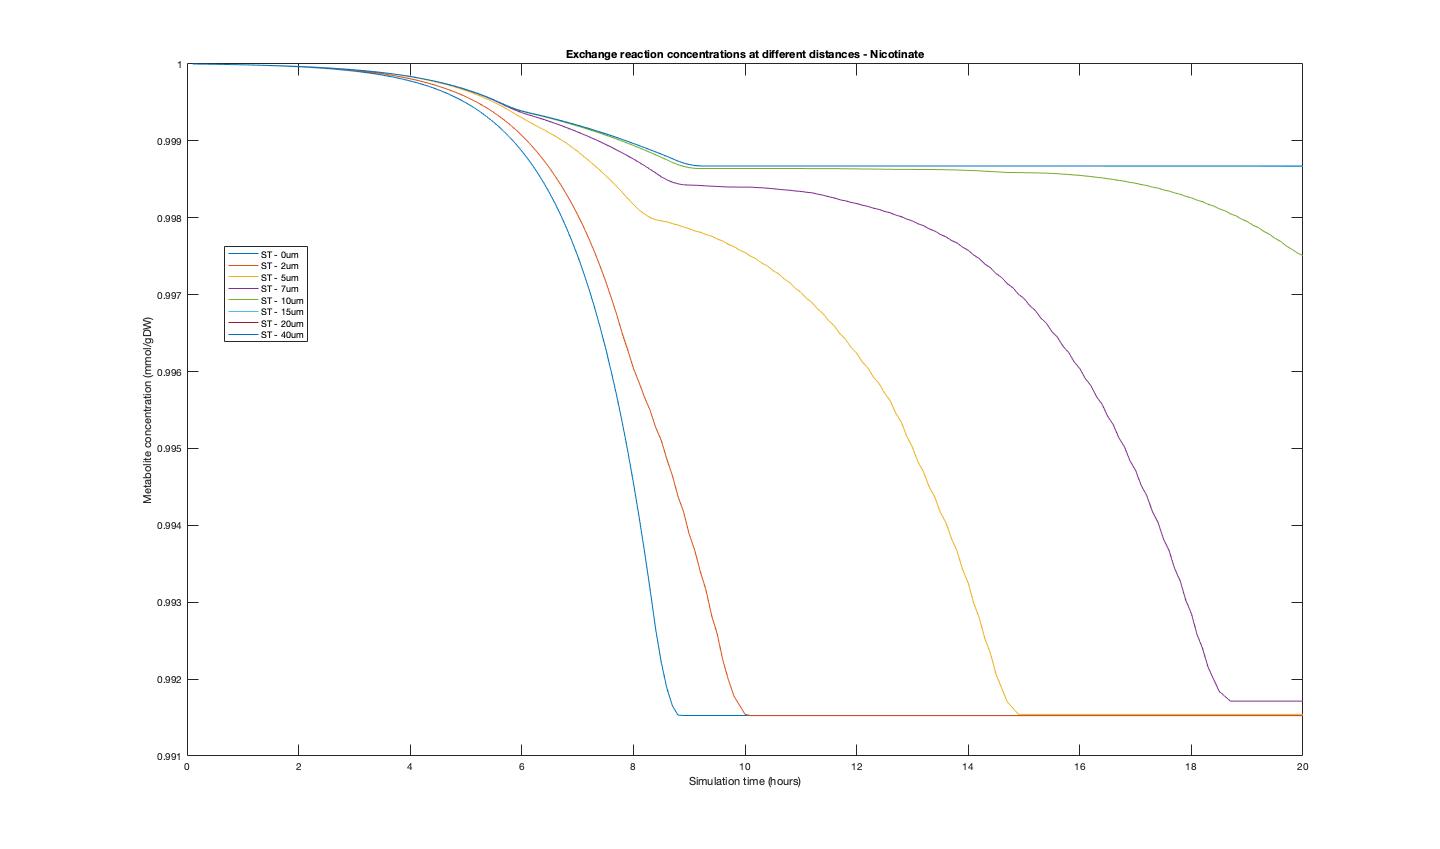 Exchange reaction concentrations at different distances - Nicotinate
1
0.999
0.998
0.997
0.996
0.995
0.994
0.993
0.992
0.991
Metabolite concentration (mmol/gDW)
ST - 0um
ST - 2um
ST - 5um
ST - 7um
ST - 10um
ST - 15um
ST - 20um
ST - 40um
0 2 4 6 8 10 12 14 16 18 20
Simulation time (hours)